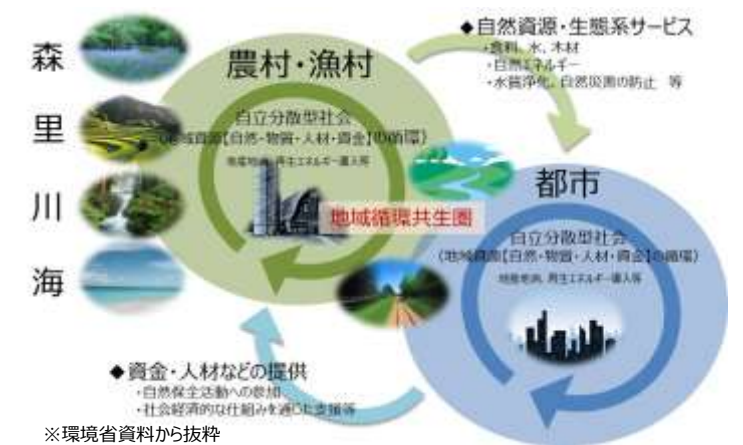 森
里
川
海
農村・漁村
自立分散型社会
(地域資源【自然・物質・人材・資金】の循環)
地産地消、再生エネルギー導入等
◆自然資源・生態系サービス
・食料、水、木材
・自然エネルギー
・水質浄化、自然災害の防止 等
地域循環共生圏
都市
自立分散型社会
(地域資源【自然・物質・人材・資金】の循環)
地産地消、再生エネルギー導入等
◆資金・人材などの提供
・自然保全活動への参加
・社会経済的な仕組みを通じた支援等
※環境省資料から抜粋